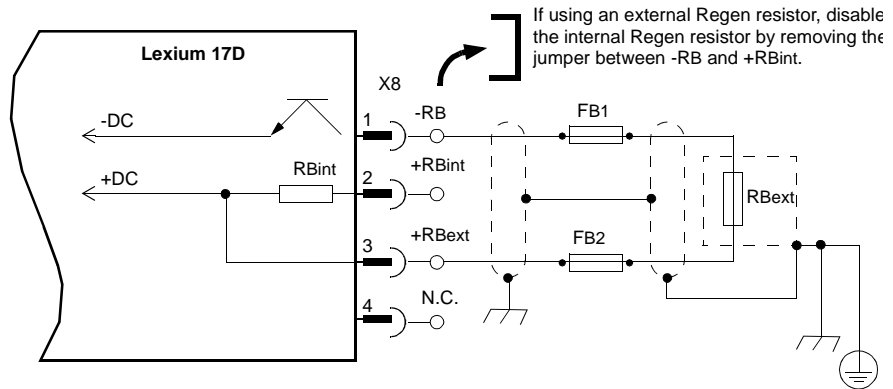 If using an external Regen resistor, disable
the internal Regen resistor by removing the
jumper between -RB and +RBint.
Lexium 17D
X8
1
-RB
FB1
-DC
RBint
2
+RBint
+DC
RBext
3
+RBext
FB2
4
N.C.